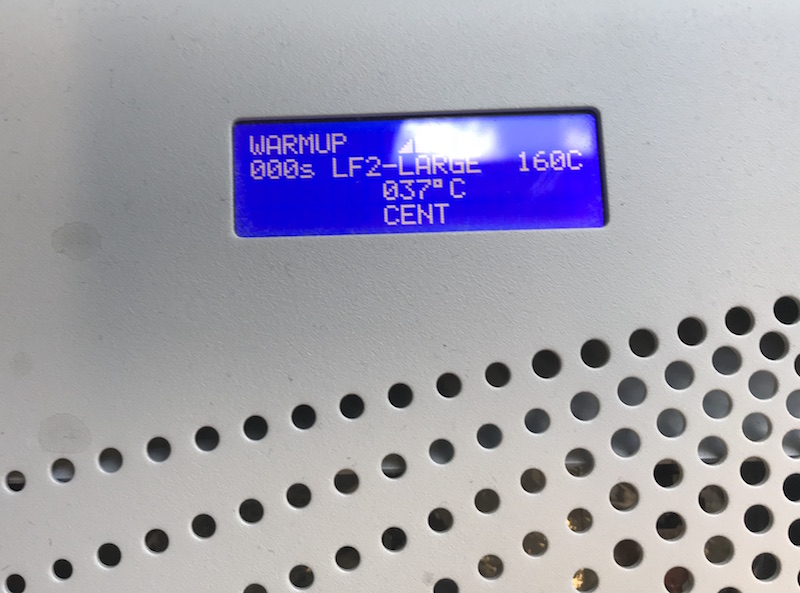 WARMUP
000s LF2-LARGE 160C
037°C
CENT